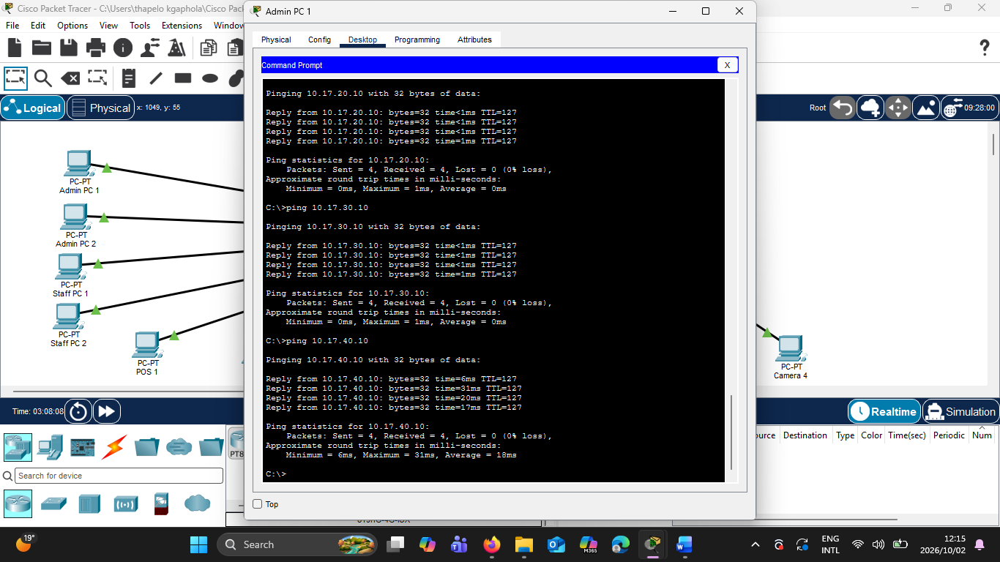 Cisco Packet Tracer - C:\Users\thapelo kgaphola\Cisco Pack
Admin PC 1
File Edit Options View Tools Extensions Window
Physical Config Desktop Programming Attributes
Command Prompt
X
Logical
Physical
x: 1049, y: 55
Root
09:28:00
Pinging 10.17.20.10 with 32 bytes of data:
Reply from 10.17.20.10: bytes=32 time<1ms TTL=127
Reply from 10.17.20.10: bytes=32 time<1ms TTL=127
Reply from 10.17.20.10: bytes=32 time<1ms TTL=127
Reply from 10.17.20.10: bytes=32 time=1ms TTL=127
Ping statistics for 10.17.20.10:
Packets: Sent = 4, Received = 4, Lost = 0 (0% loss),
Approximate round trip times in milli-seconds:
Minimum = 0ms, Maximum = 1ms, Average = 0ms
C:\>ping 10.17.30.10
Pinging 10.17.30.10 with 32 bytes of data:
Reply from 10.17.30.10: bytes=32 time<1ms TTL=127
Reply from 10.17.30.10: bytes=32 time<1ms TTL=127
Reply from 10.17.30.10: bytes=32 time<1ms TTL=127
Reply from 10.17.30.10: bytes=32 time=1ms TTL=127
Ping statistics for 10.17.30.10:
Packets: Sent = 4, Received = 4, Lost = 0 (0% loss),
Approximate round trip times in milli-seconds:
Minimum = 0ms, Maximum = 1ms, Average = 0ms
C:\>ping 10.17.40.10
Pinging 10.17.40.10 with 32 bytes of data:
Reply from 10.17.40.10: bytes=32 time=6ms TTL=127
Reply from 10.17.40.10: bytes=32 time=31ms TTL=127
Reply from 10.17.40.10: bytes=32 time=20ms TTL=127
Reply from 10.17.40.10: bytes=32 time=17ms TTL=127
Ping statistics for 10.17.40.10:
Packets: Sent = 4, Received = 4, Lost = 0 (0% loss),
Approximate round trip times in milli-seconds:
Minimum = 6ms, Maximum = 31ms, Average = 18ms
C:\>
Top
PC-PT
Admin PC 1
PC-PT
Admin PC 2
PC-PT
Staff PC 1
PC-PT
Staff PC 2
PC-PT
POS 1
PC-PT
Camera 4
Time: 03:08:08
Realtime
Simulation
Destination Type Color Time(sec) Periodic Num
PT8
Search for device
19°
Search
M365
ENG
INTL
12:15
2026/10/02